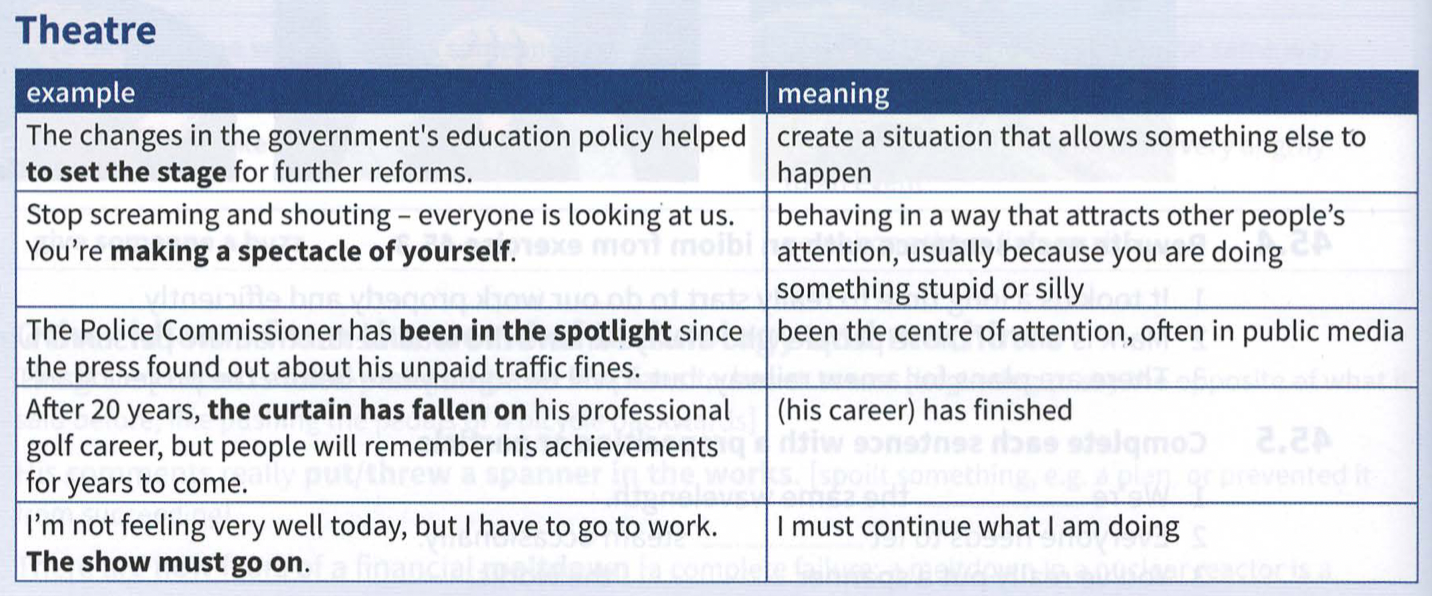 Theatre
example
meaning
The changes in the government's education policy helped
to set the stage for further reforms.
create a situation that allows something else to
happen
Stop screaming and shouting – everyone is looking at us.
You're making a spectacle of yourself.
behaving in a way that attracts other people's
attention, usually because you are doing
something stupid or silly
The Police Commissioner has been in the spotlight since
the press found out about his unpaid traffic fines.
been the centre of attention, often in public media
After 20 years, the curtain has fallen on his professional
golf career, but people will remember his achievements
for years to come.
(his career) has finished
I'm not feeling very well today, but I have to go to work.
The show must go on.
I must continue what I am doing